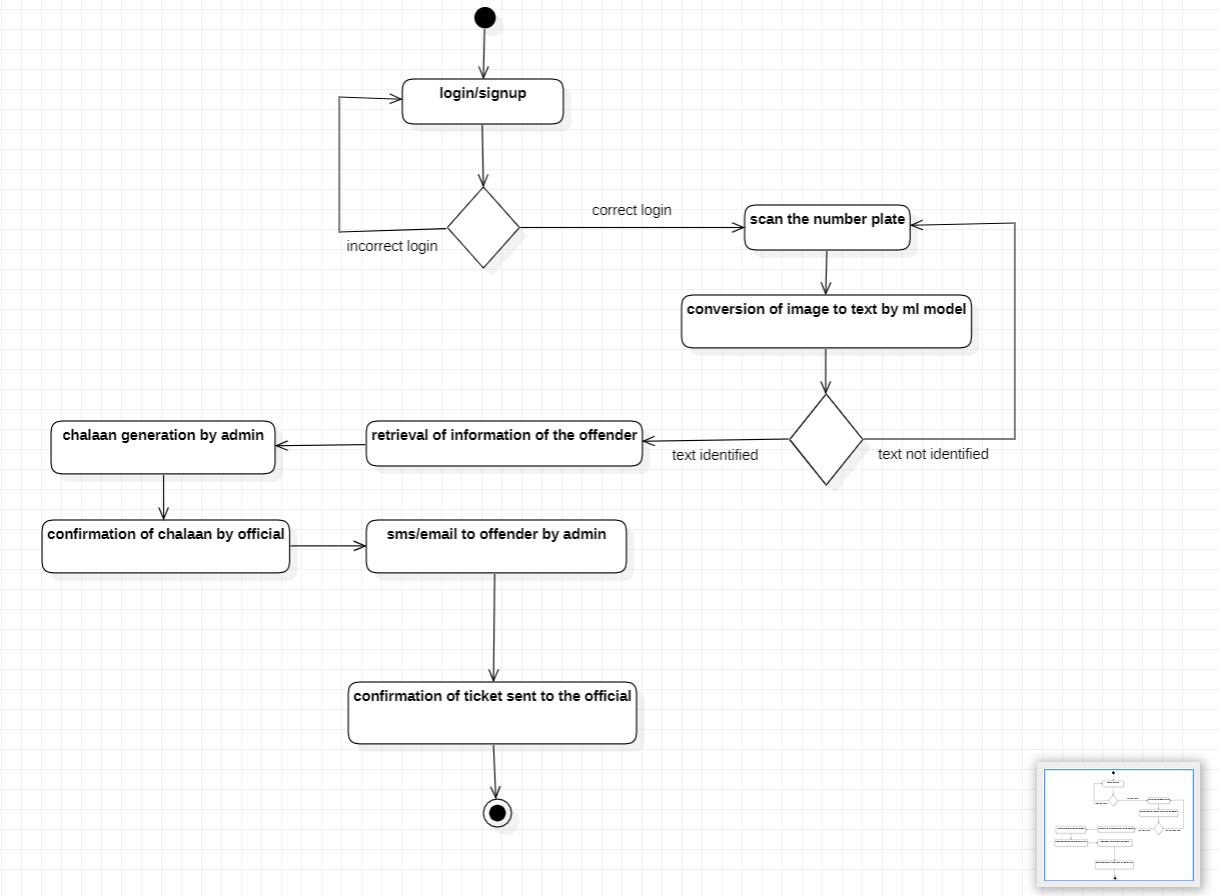 login/signup
correct login
incorrect login
scan the number plate
conversion of image to text by ml model
text not identified
text identified
retrieval of information of the offender
chalaan generation by admin
confirmation of chalaan by official
sms/email to offender by admin
confirmation of ticket sent to the official